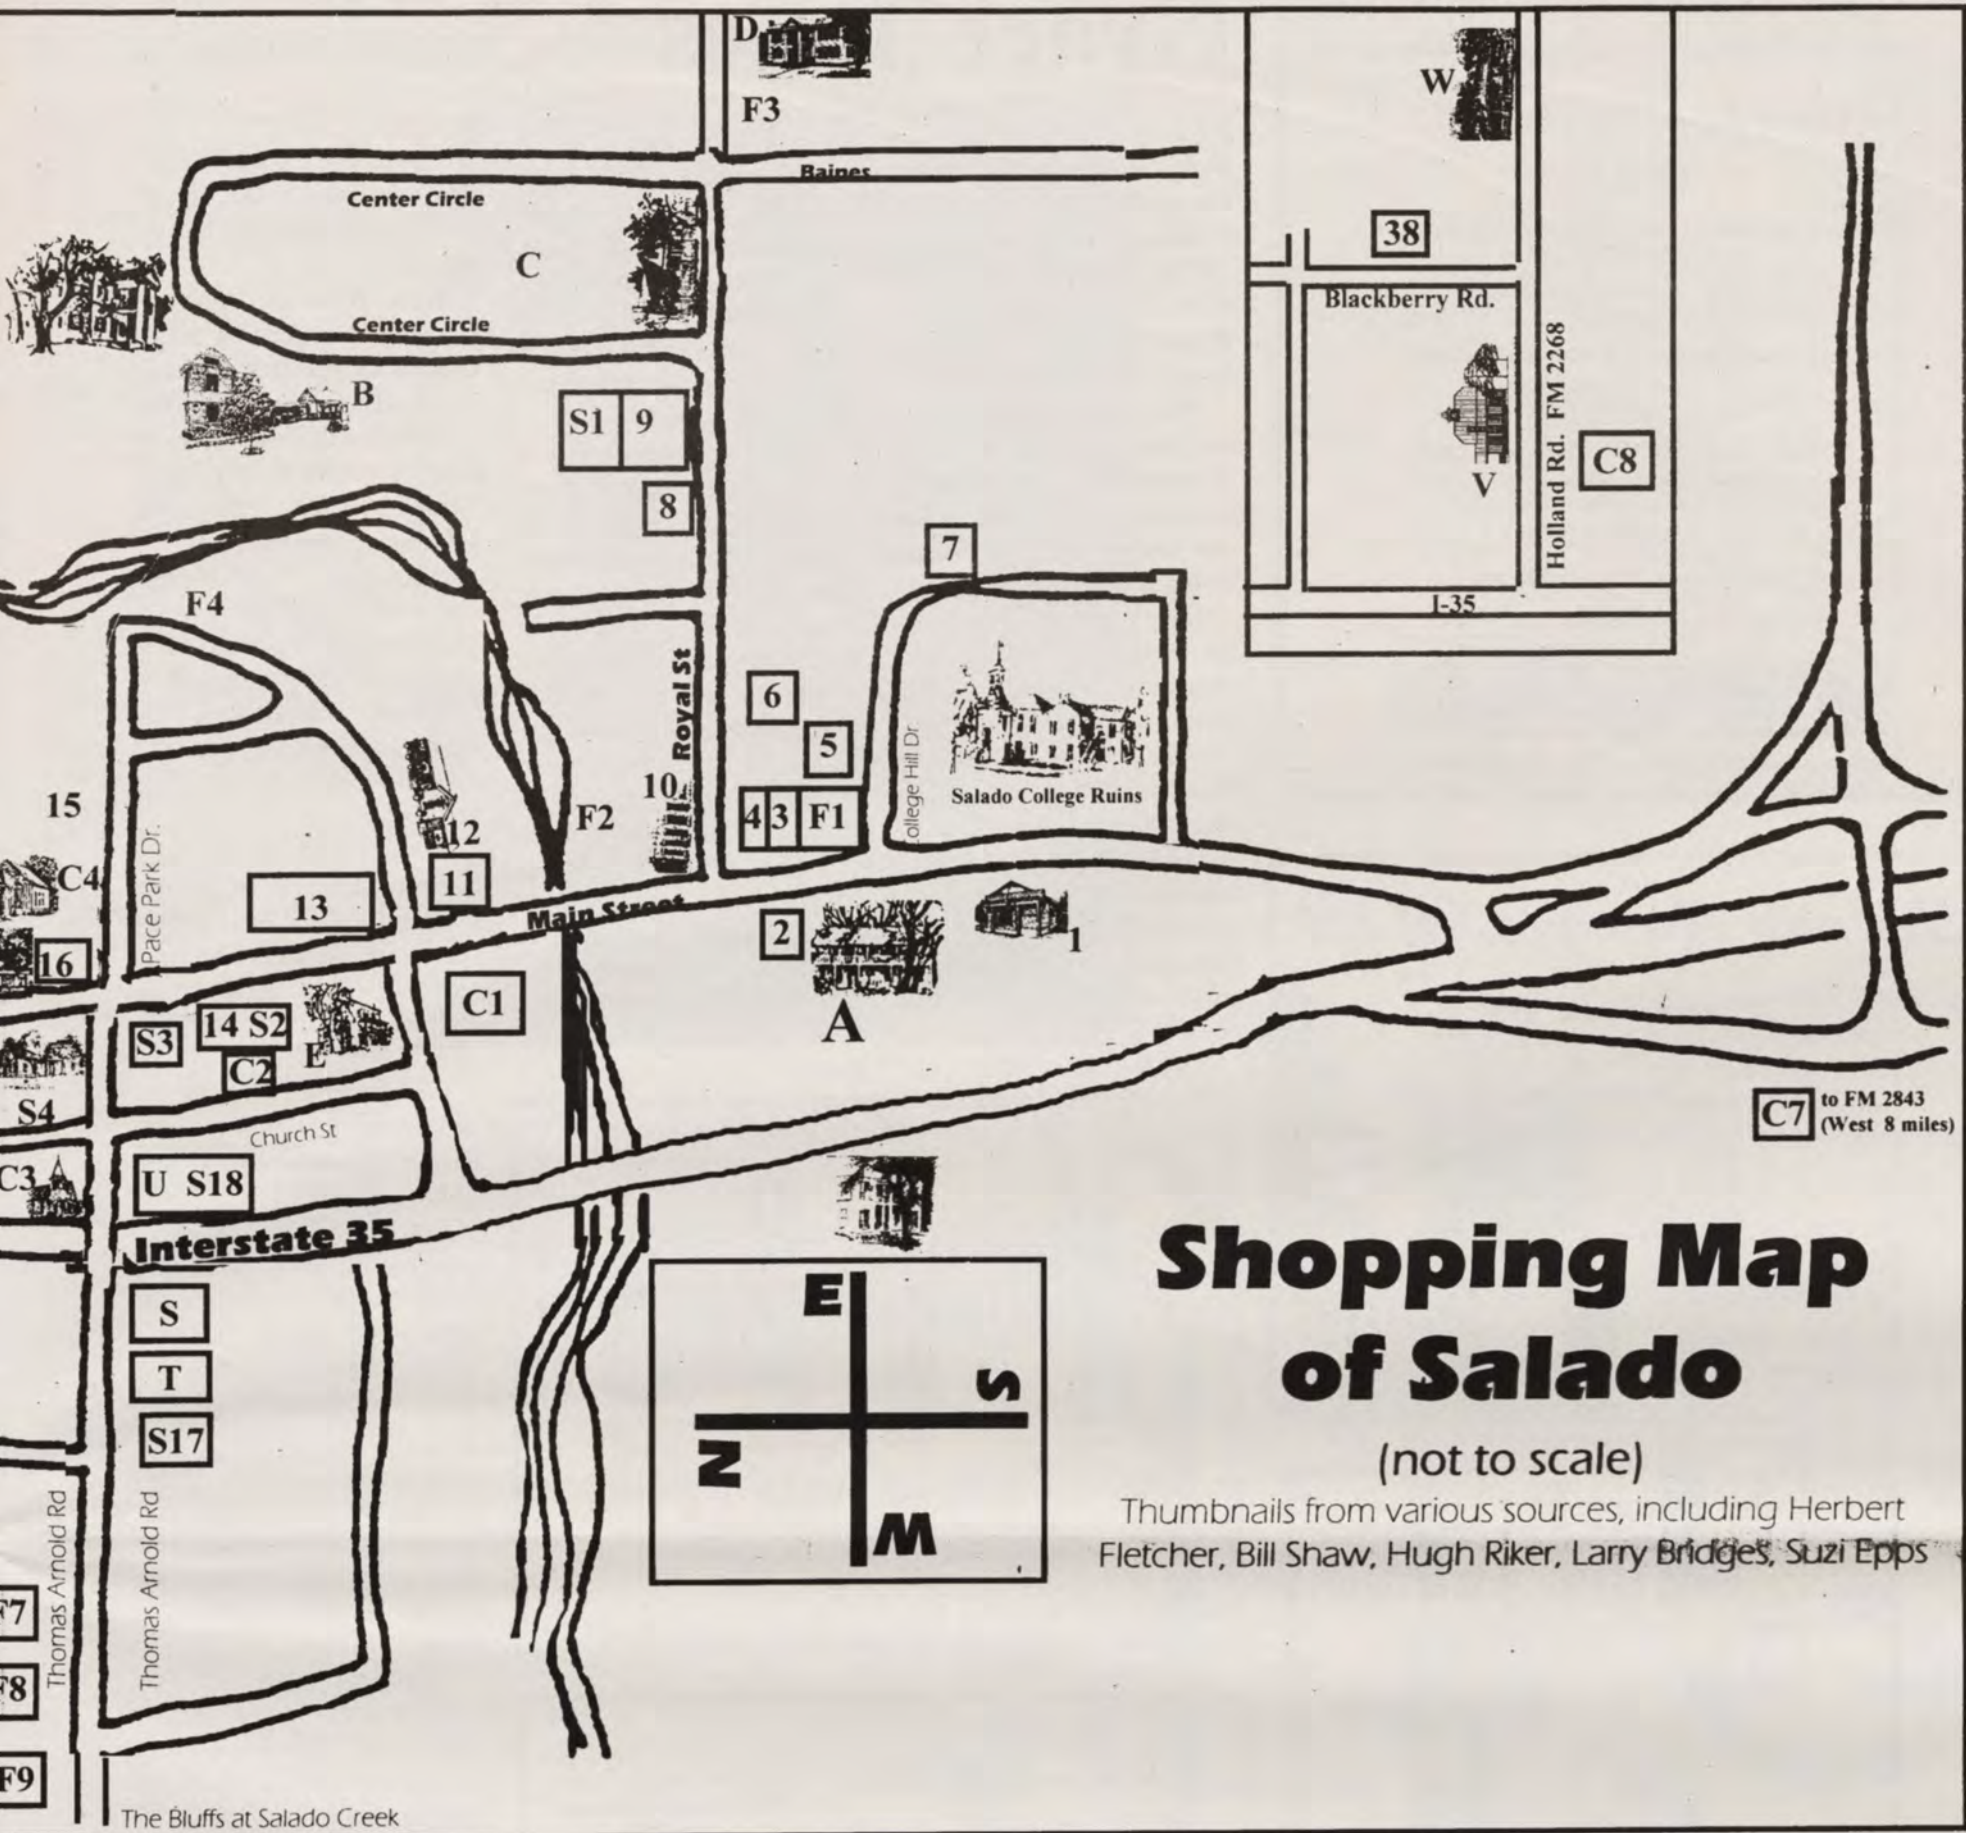 D
F3
W
Baines
Center Circle
C
38
Blackberry Rd.
Center Circle
B
S1 9
Holland Rd. FM 2268
C8
V
8
7
F4
I-35
Royal St
6
5
College Hill Dr
Salado College Ruins
15
10
4 3 F1
F2
12
C4
Pace Park Dr.
13
11
Main Street
2
1
16
C1
A
S3
14 S2
C2
E
S4
Church St
C7 to FM 2843
(West 8 miles)
C3
U S18
Interstate 35
S
T
S17
E
S
N
W
Shopping Map
of Salado
(not to scale)
Thumbnails from various sources, including Herbert
Fletcher, Bill Shaw, Hugh Riker, Larry Bridges, Suzi Epps
Thomas Arnold Rd
Thomas Arnold Rd
F7
F8
F9
The Bluffs at Salado Creek